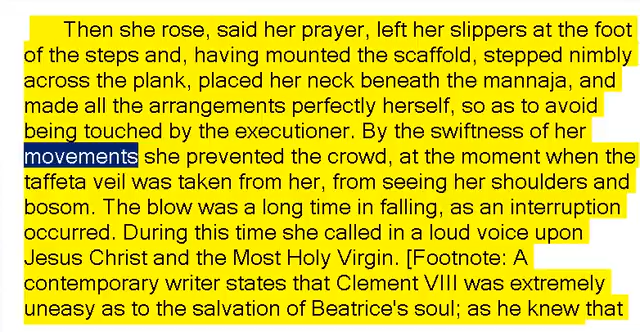 Then she rose, said her prayer, left her slippers at the foot
of the steps and, having mounted the scaffold, stepped nimbly
across the plank, placed her neck beneath the mannaja, and
made all the arrangements perfectly herself, so as to avoid
being touched by the executioner. By the swiftness of her
movements she prevented the crowd, at the moment when the
taffeta veil was taken from her, from seeing her shoulders and
bosom. The blow was a long time in falling, as an interruption
occurred. During this time she called in a loud voice upon
Jesus Christ and the Most Holy Virgin. [Footnote: A
contemporary writer states that Clement VIII was extremely
uneasy as to the salvation of Beatrice's soul; as he knew that